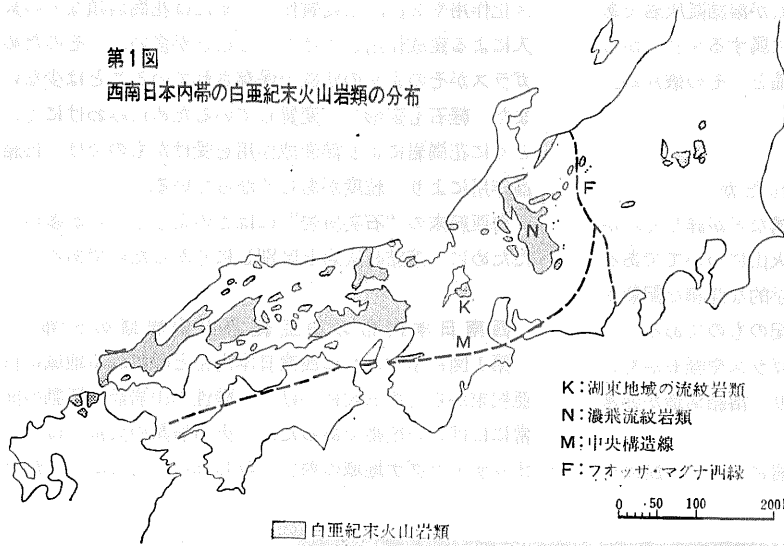 第1図
西南日本内帯の白亜紀末火山岩類の分布
F
N
K
M
K：湖東地域の流紋岩類
N：濃飛流紋岩類
M：中央構造線
F：フォッサ・マグナ西縁
0 50 100 200
白亜紀末火山岩類